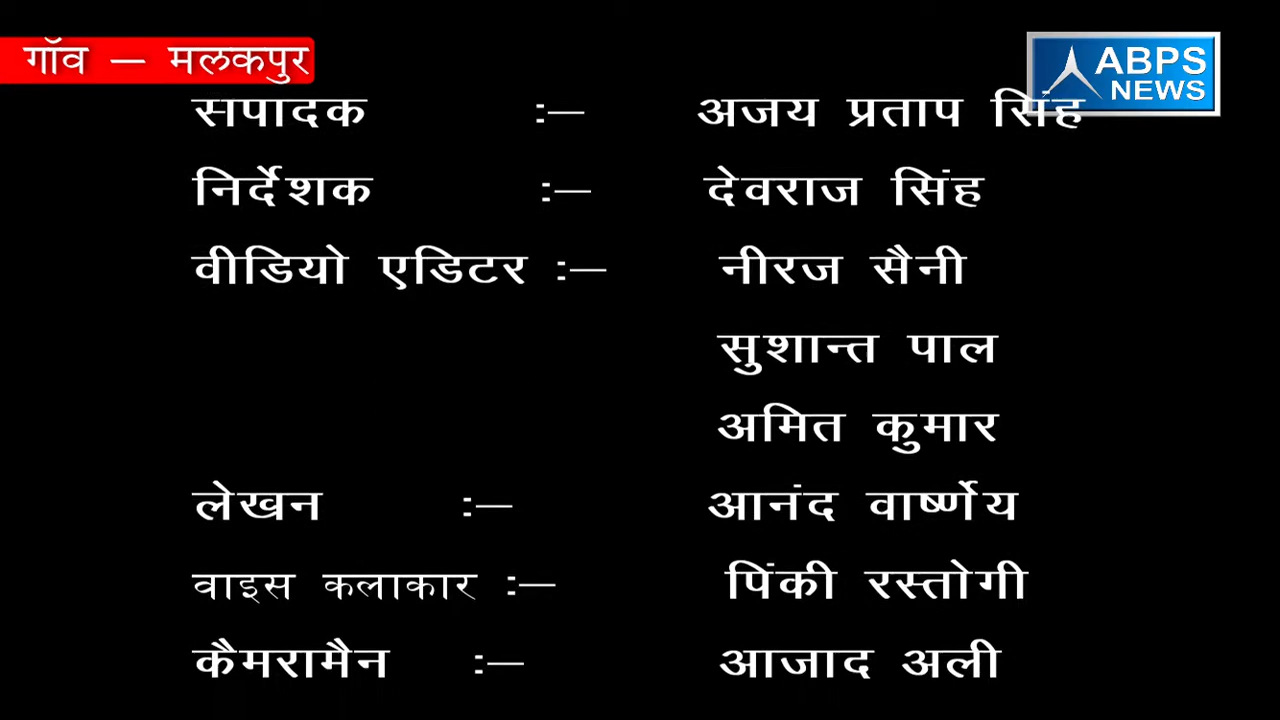 गॉव – मलकपुर
ABPS
NEWS
सपादक :– अजय प्रताप सिंह
निर्देशक :– देवराज सिंह
वीडियो एडिटर :– नीरज सैनी
सुशान्त पाल
अमित कुमार
लेखन :– आनंद वार्ष्णेय
वाइस कलाकार :– पिंकी रस्तोगी
कैमरामैन :– आजाद अली